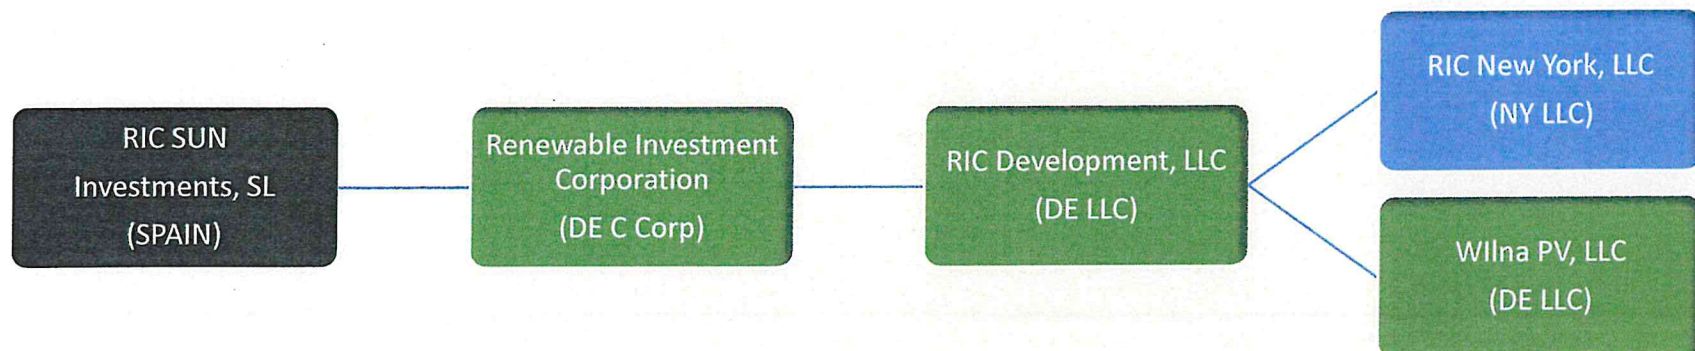 RIC SUN
Investments, SL
(SPAIN)
Renewable Investment
Corporation
(DE C Corp)
RIC Development, LLC
(DE LLC)
RIC New York, LLC
(NY LLC)
WIlna PV, LLC
(DE LLC)